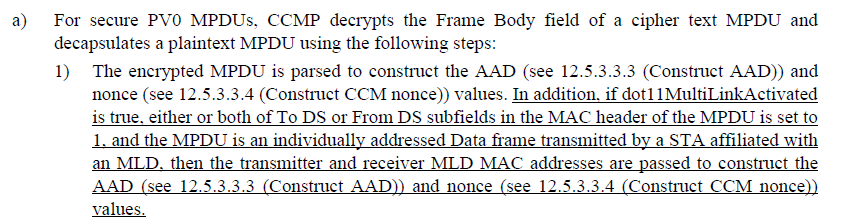 a) For secure PV0 MPDUs, CCMP decrypts the Frame Body field of a cipher text MPDU and
decapsulates a plaintext MPDU using the following steps:
1) The encrypted MPDU is parsed to construct the AAD (see 12.5.3.3.3 (Construct AAD)) and
nonce (see 12.5.3.3.4 (Construct CCM nonce)) values. In addition, if dot11MultiLinkActivated
is true, either or both of To DS or From DS subfields in the MAC header of the MPDU is set to
1, and the MPDU is an individually addressed Data frame transmitted by a STA affiliated with
an MLD, then the transmitter and receiver MLD MAC addresses are passed to construct the
AAD (see 12.5.3.3.3 (Construct AAD)) and nonce (see 12.5.3.3.4 (Construct CCM nonce))
values.